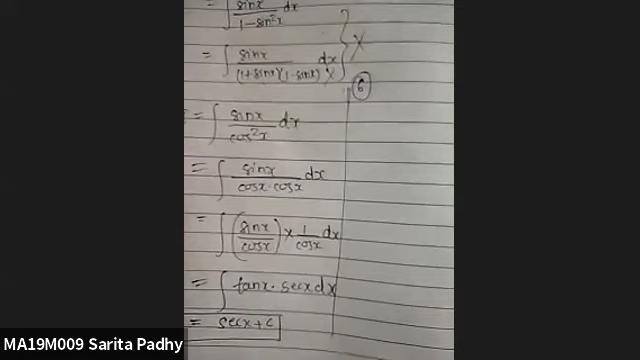 = ∫ sinx / 1-sin²x dx
= ∫ sinx / (1+sinx)(1-sinx) dx
6
= ∫ sinx / cos²x dx
= ∫ sinx / cosx·cosx dx
= ∫ (sinx / cosx) × 1 / cosx dx
= ∫ tanx·secx dx
= secx+c
MA19M009 Sarita Padhy